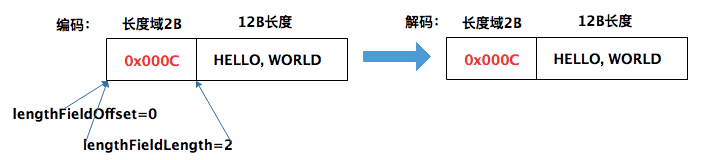 编码： 长度域2B 12B长度 解码： 长度域2B 12B长度
0x000C HELLO, WORLD 0x000C HELLO, WORLD
lengthFieldOffset=0
lengthFieldLength=2